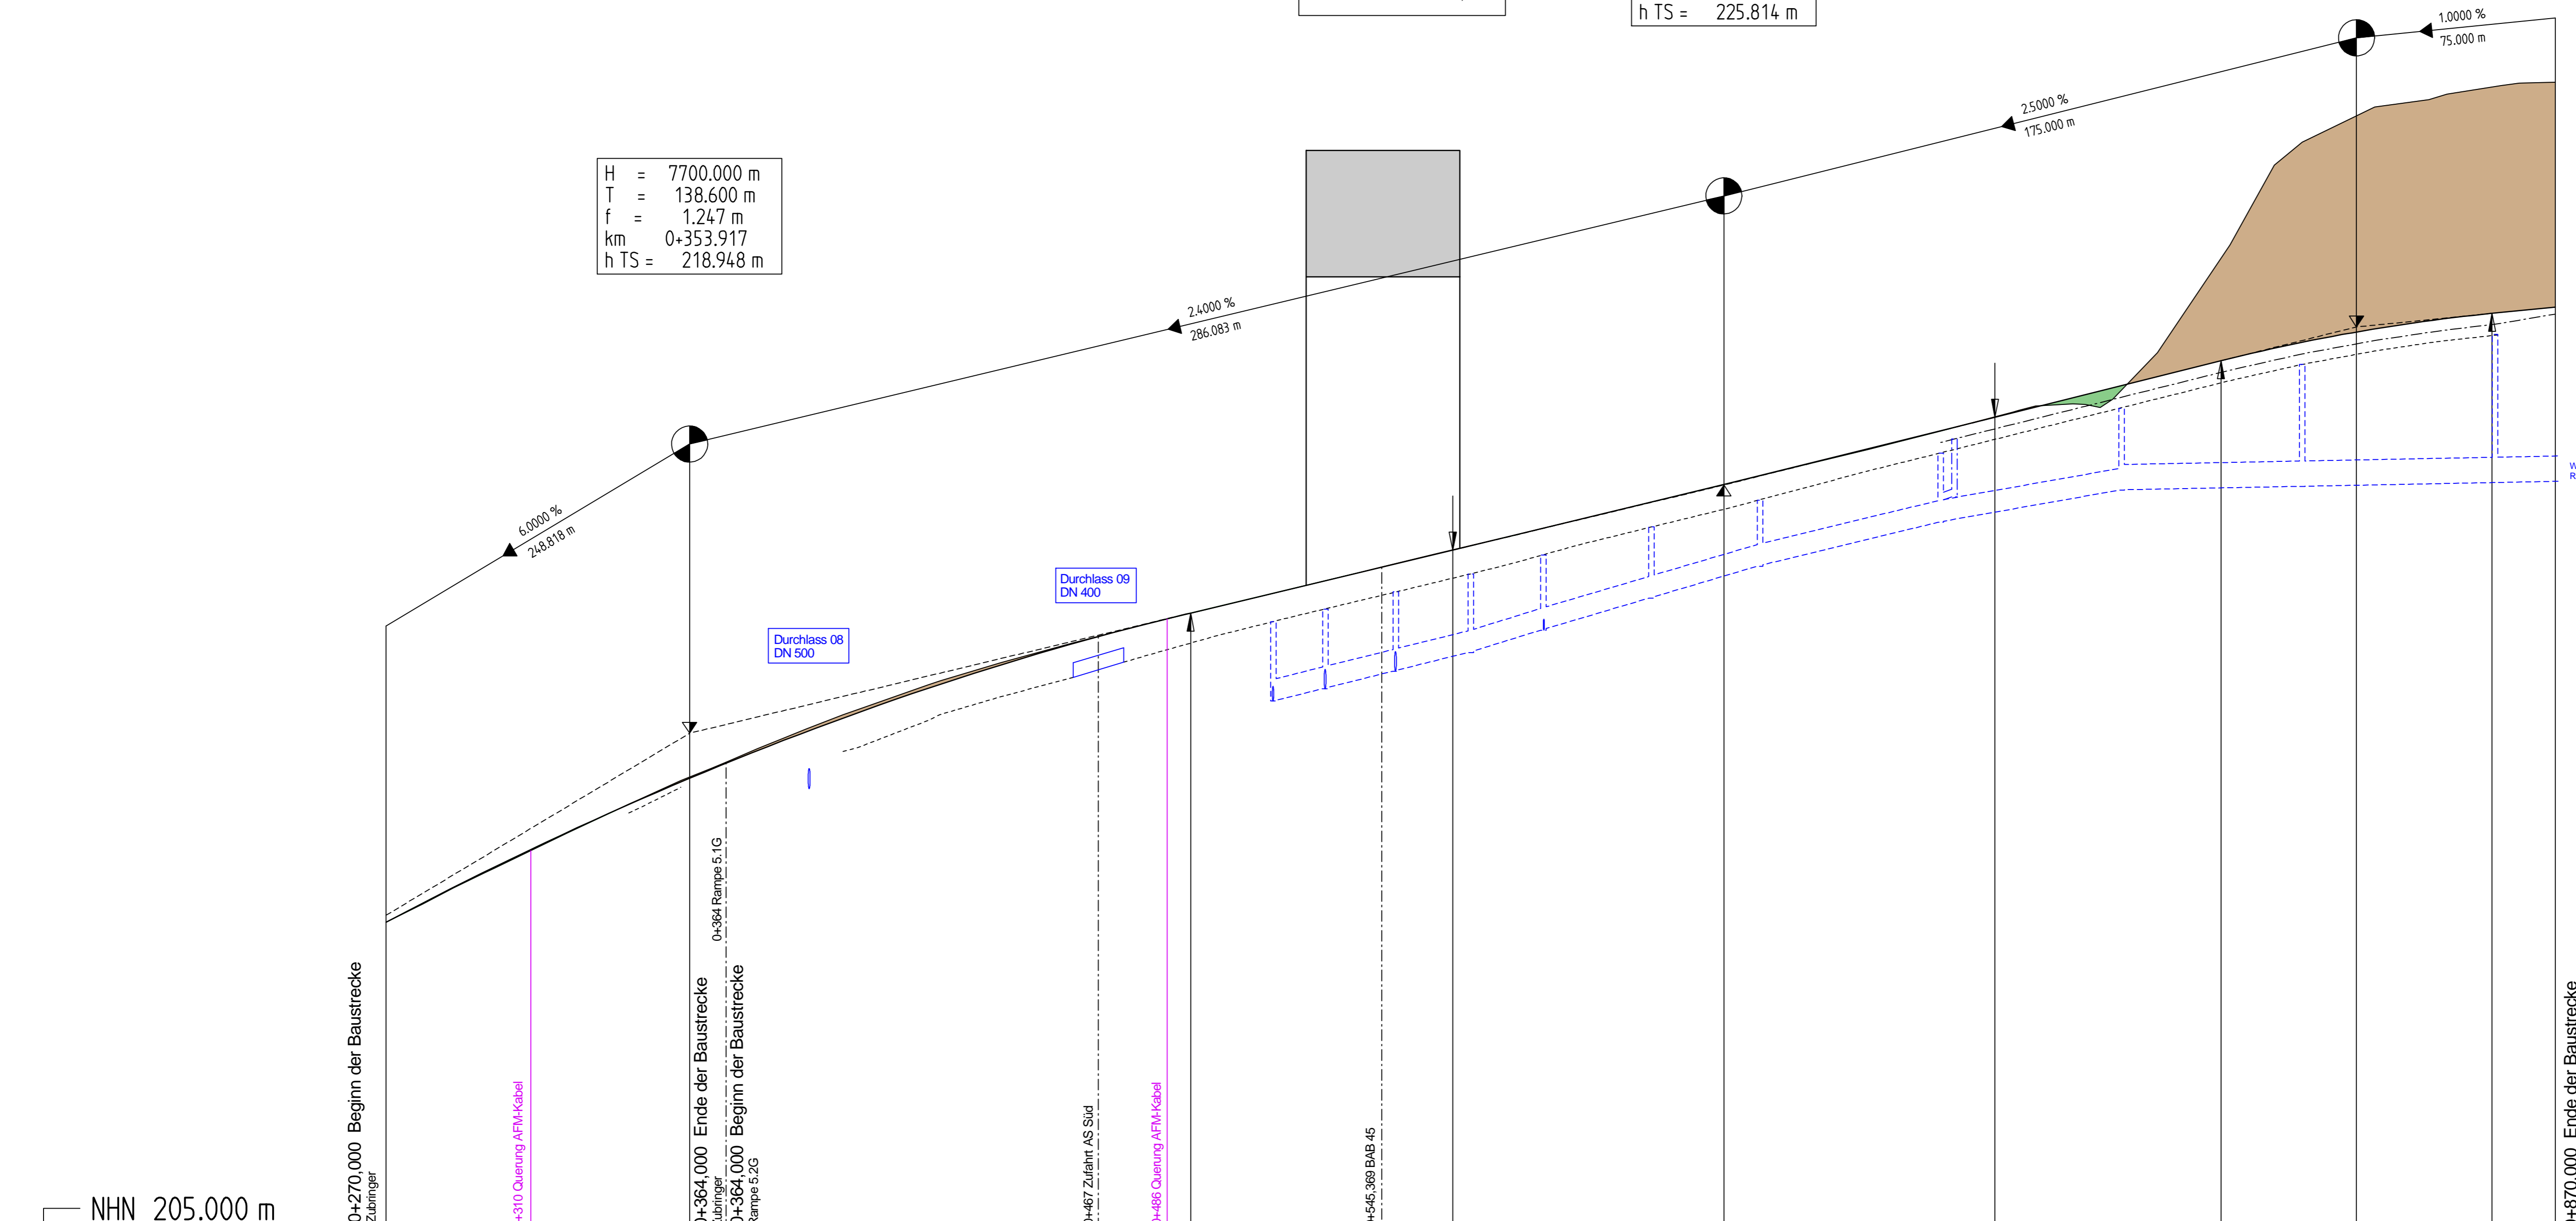 h TS = 225.814 m
1.0000 %
75.000 m
2.5000 %
175.000 m
H = 7700.000 m
T = 138.600 m
f = 1.247 m
km 0+353.917
h TS = 218.948 m
2.4000 %
286.083 m
6.0000 %
248.818 m
Durchlass 09
DN 400
Durchlass 08
DN 500
0+270,000 Beginn der Baustrecke
Zubringer
+310 Querung AFM-Kabel
0+364,000 Ende der Baustrecke
Zubringer
0+364 Rampe 5.1G
0+364,000 Beginn der Baustrecke
Rampe 5.2G
0+467 Zufahrt AS Süd
0+486 Querung AFM-Kabel
0+545,369 BAB 45
0+870,000 Ende der Baustrecke
W
R
NHN 205.000 m